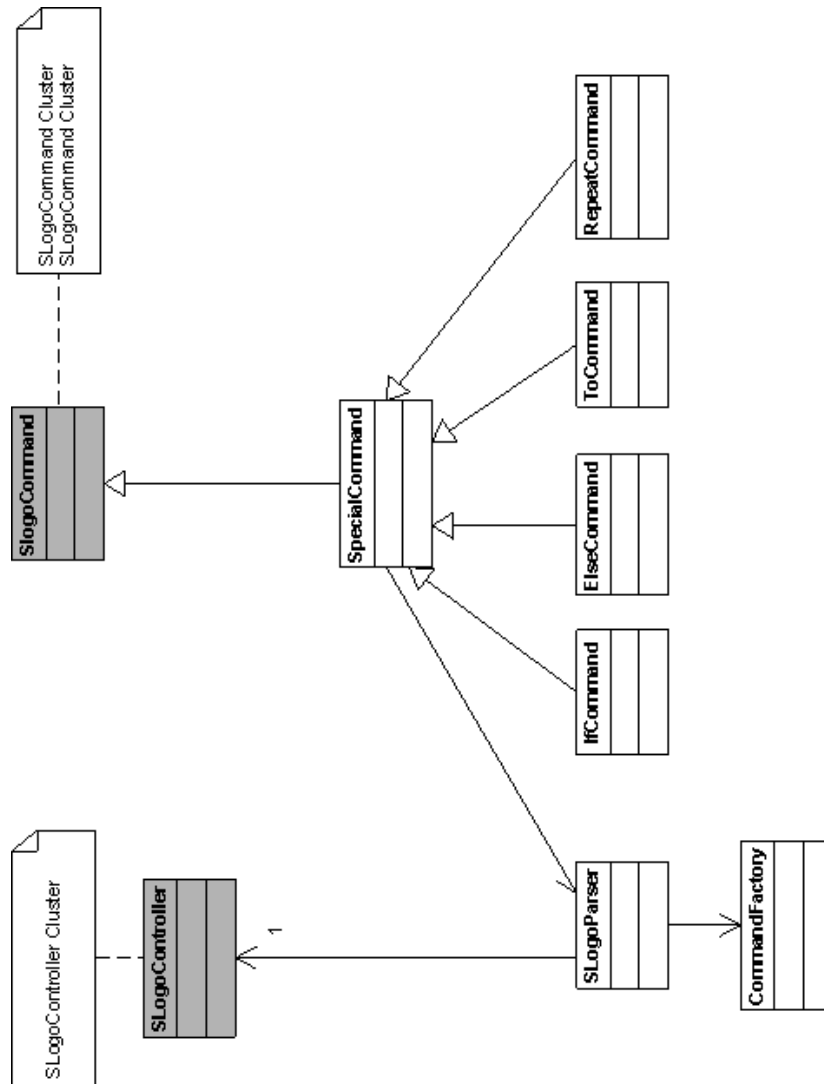 SLogoController Cluster
SLogoCommand Cluster
SLogoCommand Cluster
SLogoController
SlogoCommand
1
SpecialCommand
SLogoParser
IfCommand
ElseCommand
ToCommand
RepeatCommand
CommandFactory